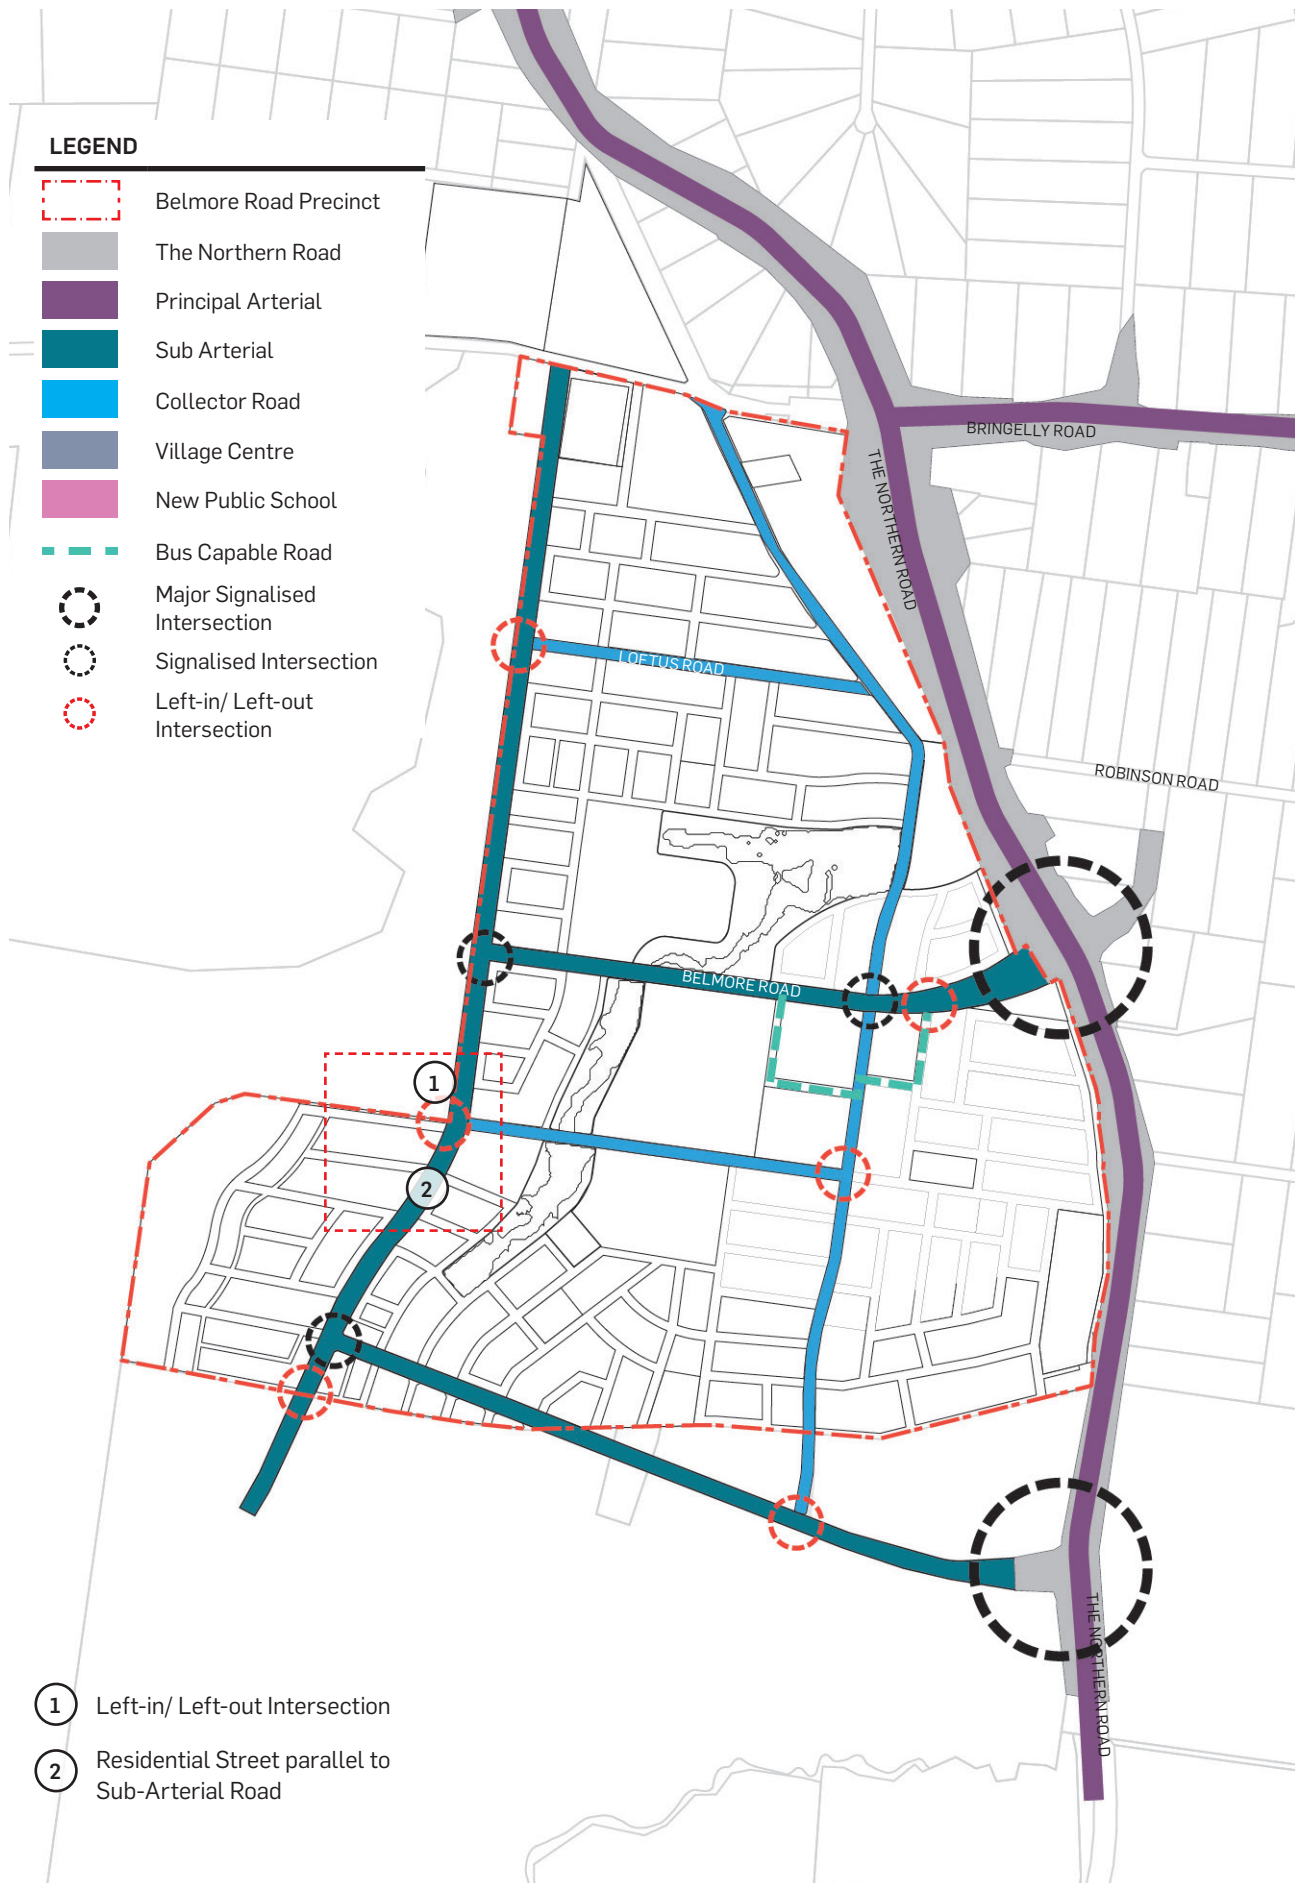 LEGEND
Belmore Road Precinct
The Northern Road
Principal Arterial
Sub Arterial
Collector Road
Village Centre
New Public School
Bus Capable Road
Major Signalised
Intersection
Signalised Intersection
Left-in/ Left-out
Intersection
BRINGELLY ROAD
THE NORTHERN ROAD
LOFTUS ROAD
ROBINSON ROAD
BELMORE ROAD
1
2
THE NORTHERN ROAD
1 Left-in/ Left-out Intersection
2 Residential Street parallel to
Sub-Arterial Road